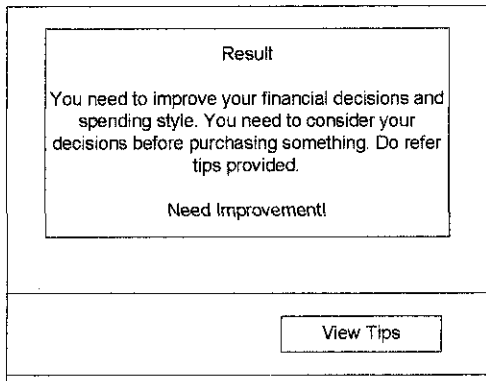 Result
You need to improve your financial decisions and
spending style. You need to consider your
decisions before purchasing something. Do refer
tips provided.
Need Improvement!
View Tips